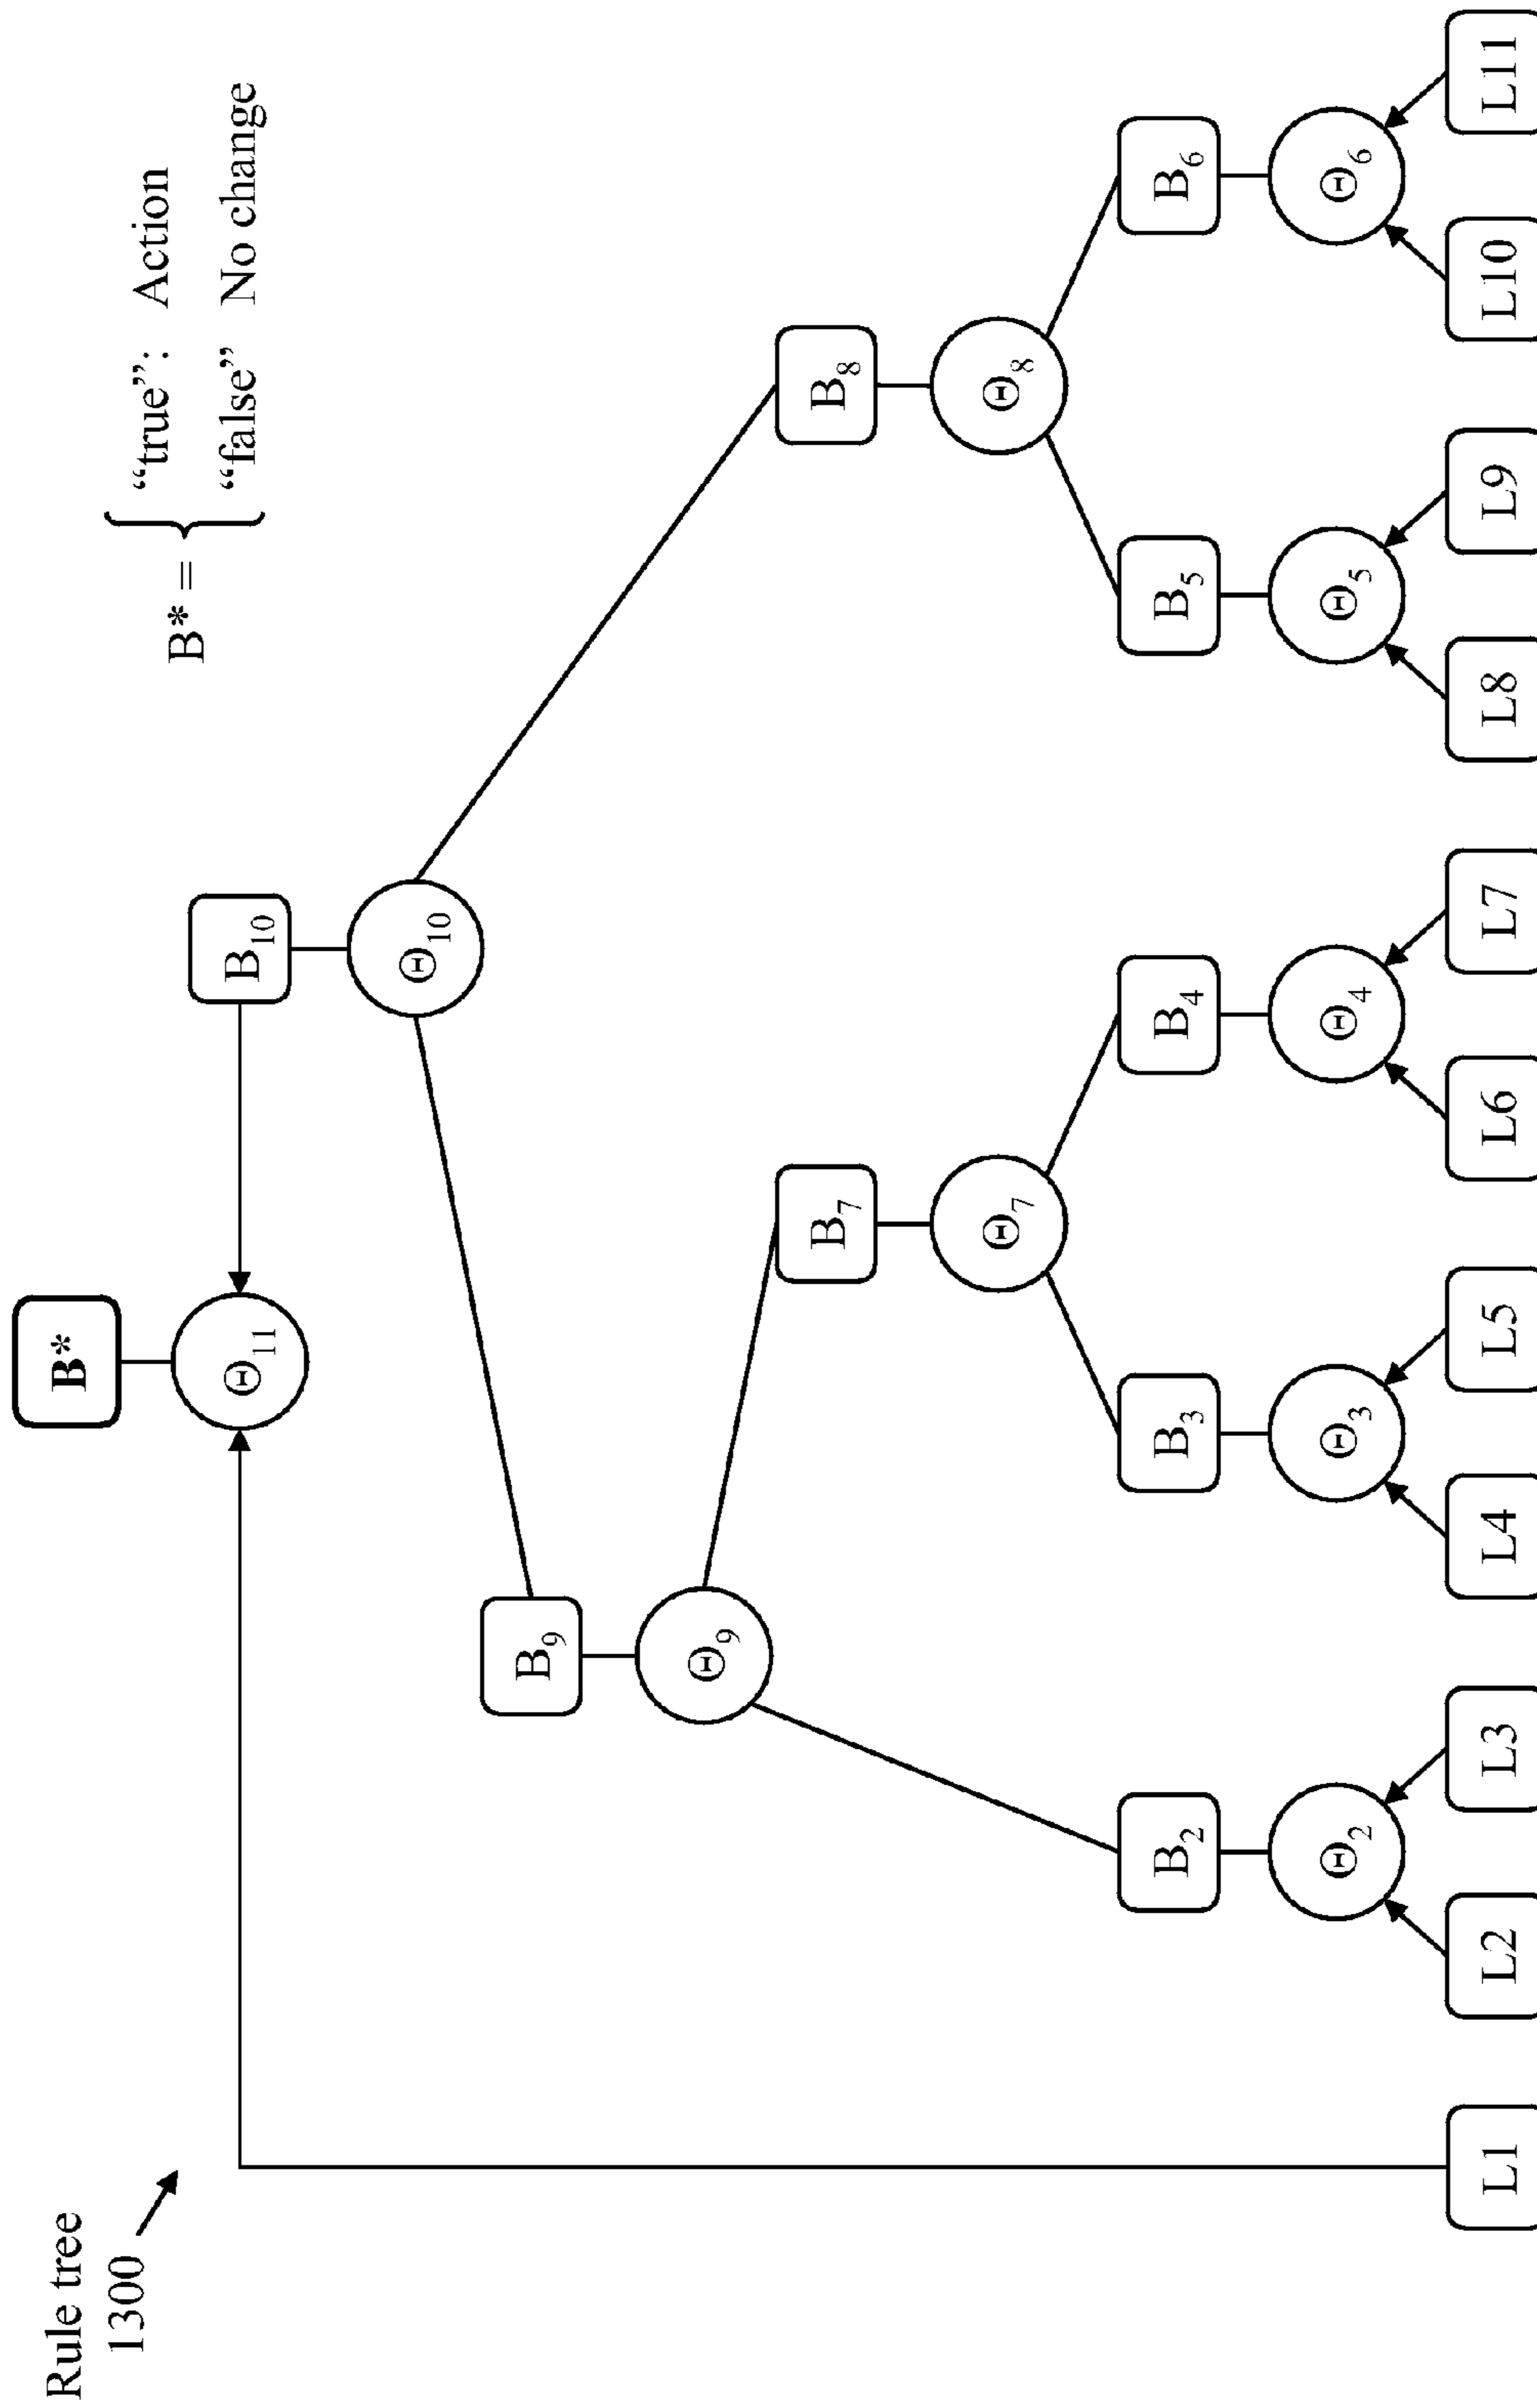 Rule tree
1300
B* =
“true”: Action
“false” No change
B*
Θ11
B10
Θ10
B9
Θ9
B7
B8
Θ7
Θ8
B2
B3
B4
B5
B6
Θ2
Θ3
Θ4
Θ5
Θ6
L1
L2
L3
L4
L5
L6
L7
L8
L9
L10
L11